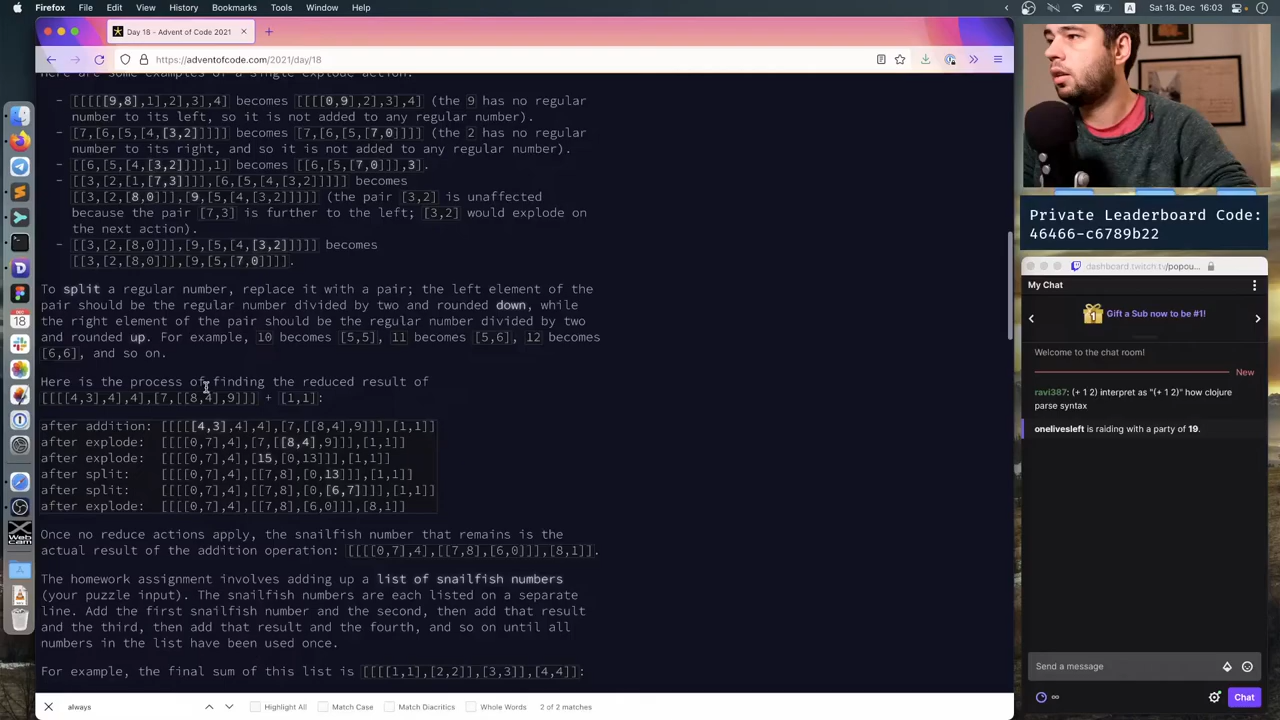 Firefox File Edit View History Bookmarks Tools Window Help
A
Sat 18. Dec 16:03
Day 18 - Advent of Code 2021
https://adventofcode.com/2021/day/18
Here are some examples of a single explode action:
- [[[[[9,8],1],2],3],4] becomes [[[[0,9],2],3],4] (the 9 has no regular
number to its left, so it is not added to any regular number).
- [7,[6,[5,[4,[3,2]]]]] becomes [7,[6,[5,[7,0]]]] (the 2 has no regular
number to its right, and so it is not added to any regular number).
- [[6,[5,[4,[3,2]]]],1] becomes [[6,[5,[7,0]]],3].
- [[3,[2,[1,[7,3]]]],[6,[5,[4,[3,2]]]]] becomes
[[3,[2,[8,0]]],[9,[5,[4,[3,2]]]]] (the pair [3,2] is unaffected
because the pair [7,3] is further to the left; [3,2] would explode on
the next action).
- [[3,[2,[8,0]]],[9,[5,[4,[3,2]]]]] becomes
[[3,[2,[8,0]]],[9,[5,[7,0]]]].
To split a regular number, replace it with a pair; the left element of the
pair should be the regular number divided by two and rounded down, while
the right element of the pair should be the regular number divided by two
and rounded up. For example, 10 becomes [5,5], 11 becomes [5,6], 12 becomes
[6,6], and so on.
Here is the process of finding the reduced result of
[[[[4,3],4],4],[7,[[8,4],9]]] + [1,1]:
after addition: [[[[[4,3],4],4],[7,[[8,4],9]]],[1,1]]
after explode: [[[[0,7],4],[7,[[8,4],9]]],[1,1]]
after explode: [[[[0,7],4],[15,[0,13]]],[1,1]]
after split: [[[[0,7],4],[[7,8],[0,13]]],[1,1]]
after split: [[[[0,7],4],[[7,8],[0,[6,7]]]],[1,1]]
after explode: [[[[0,7],4],[[7,8],[6,0]]],[8,1]]
Once no reduce actions apply, the snailfish number that remains is the
actual result of the addition operation: [[[[0,7],4],[[7,8],[6,0]]],[8,1]].
The homework assignment involves adding up a list of snailfish numbers
(your puzzle input). The snailfish numbers are each listed on a separate
line. Add the first snailfish number and the second, then add that result
and the third, then add that result and the fourth, and so on until all
numbers in the list have been used once.
For example, the final sum of this list is [[[[1,1],[2,2]],[3,3]],[4,4]]:
always
Highlight All Match Case Match Diacritics Whole Words 2 of 2 matches
DEC
18
Web
cam
Private Leaderboard Code:
46466-c6789b22
dashboard.twitch.tv/popou...
My Chat
Gift a Sub now to be #1!
Welcome to the chat room!
New
ravi387: (+ 1 2) interpret as "(+ 1 2)" how clojure
parse syntax
onelivesleft is raiding with a party of 19.
Send a message
Chat